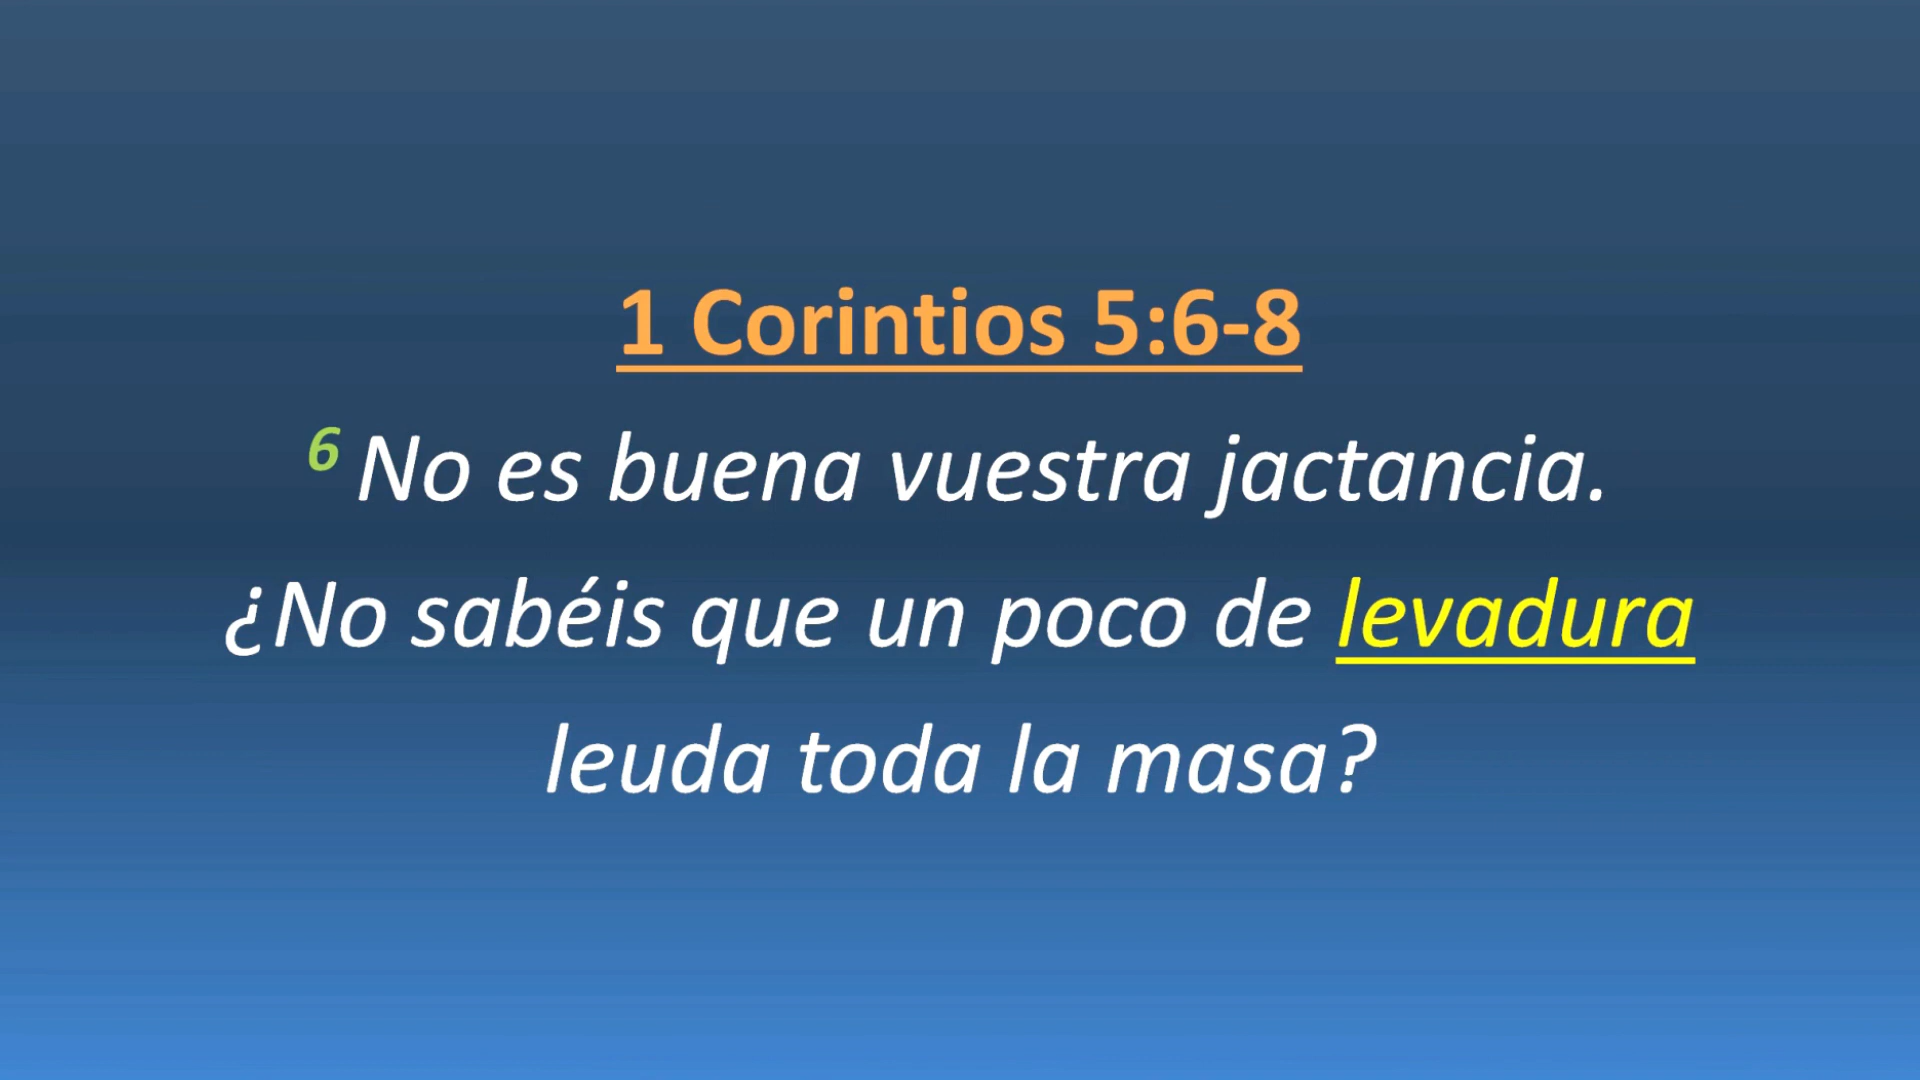 1 Corintios 5:6-8
6 No es buena vuestra jactancia.
¿No sabéis que un poco de levadura
leuda toda la masa?